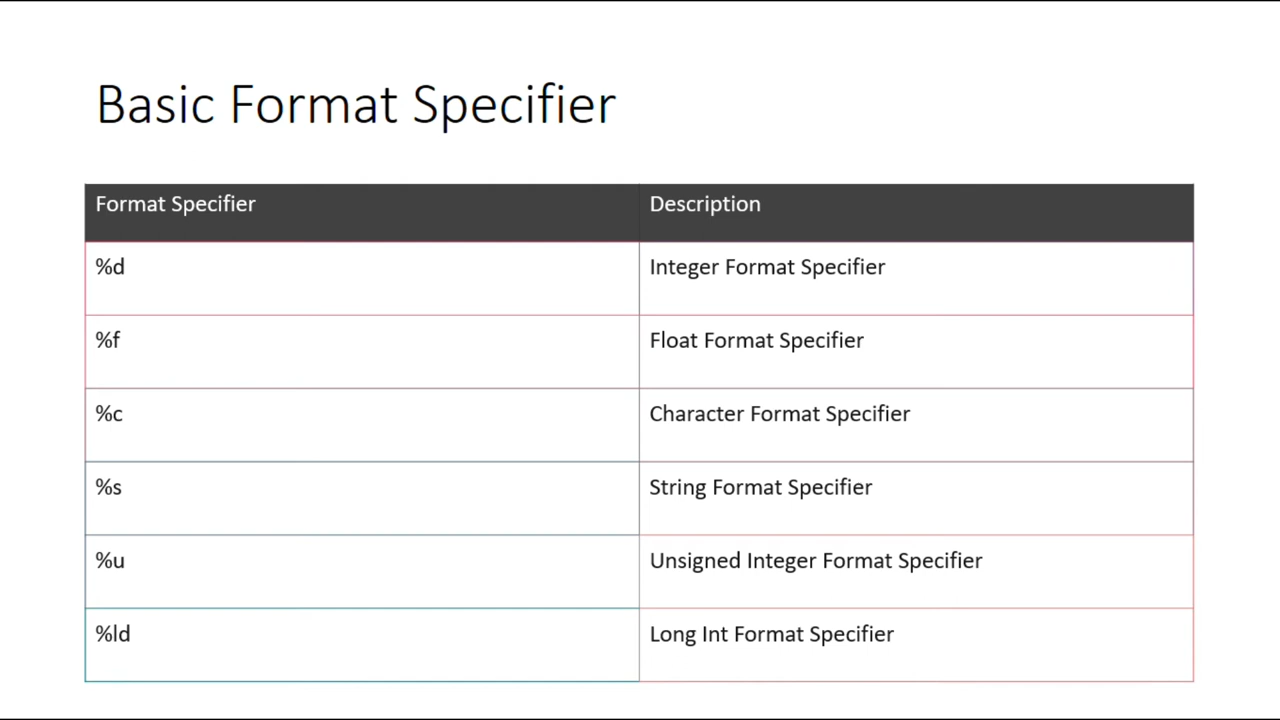 Basic Format Specifier
Format Specifier Description
%d Integer Format Specifier
%f Float Format Specifier
%c Character Format Specifier
%s String Format Specifier
%u Unsigned Integer Format Specifier
%ld Long Int Format Specifier